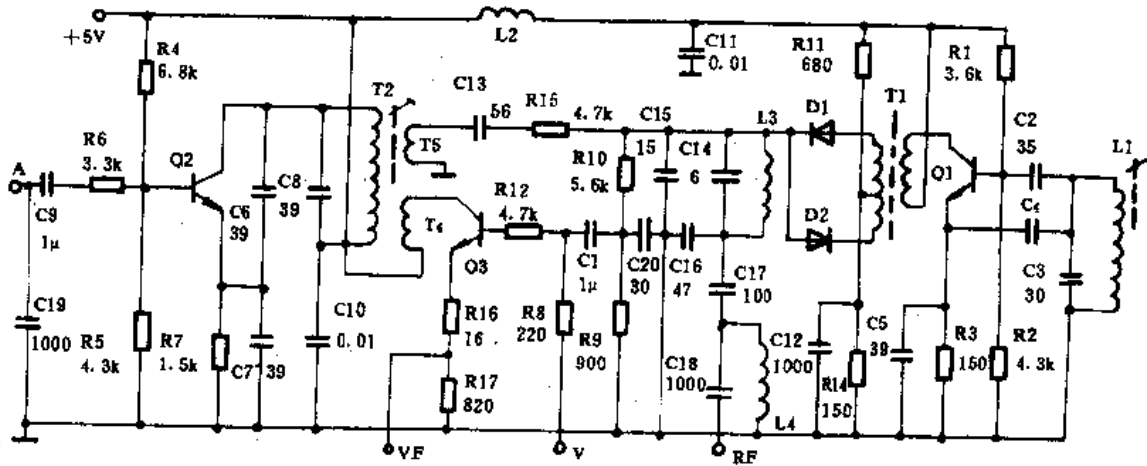 +5V
R4
6.8k
L2
C11
0.01
R11
680
R1
3.6k
T2
C13
56
R15
4.7k
T5
C15
15
C14
6
L3
D1
T1
C2
35
L1
A
R6
3.3k
Q2
C9
1μ
C6
39
C8
39
R12
4.7k
R10
5.6k
Q3
C1
1μ
C20
30
C16
47
D2
Q1
C3
30
C17
100
C19
1000
R5
4.3k
R7
1.5k
C7
39
C10
0.01
R16
16
R17
820
R8
220
R9
900
C18
1000
L4
C12
1000
R14
150
C5
39
R3
150
R2
4.3k
VF
V
RF